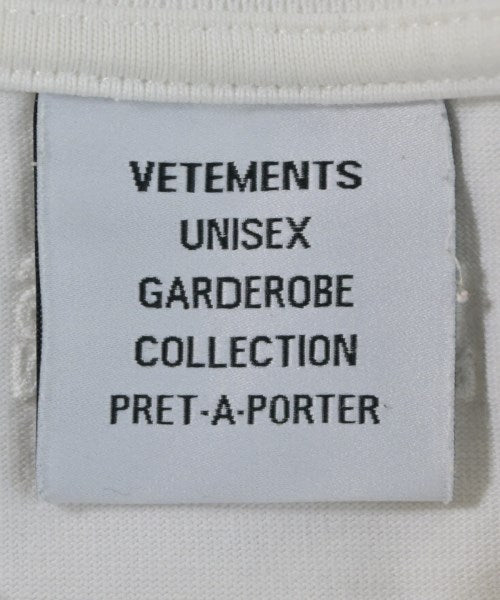 VETEMENTS
UNISEX
GARDEROBE
COLLECTION
PRET-A-PORTER